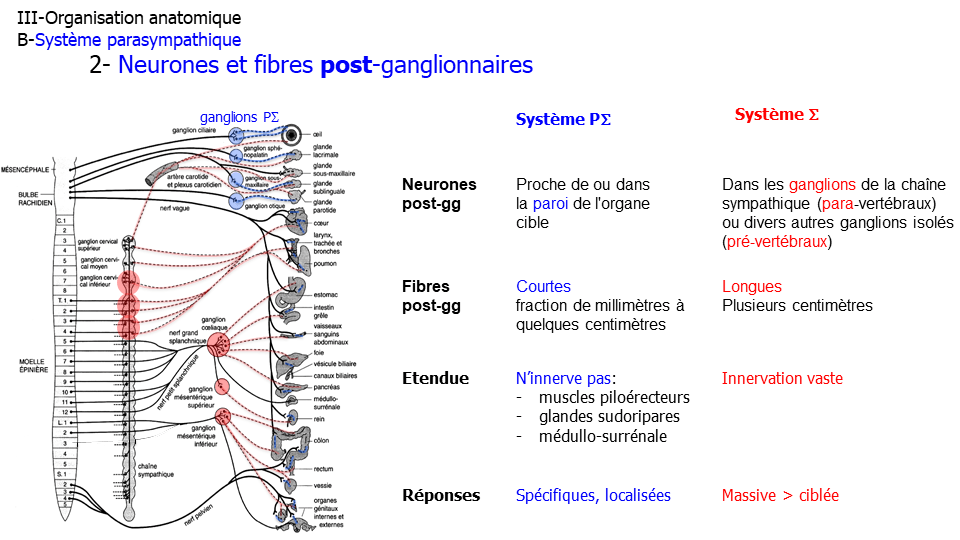 III-Organisation anatomique
B-Système parasympathique
2- Neurones et fibres post-ganglionnaires
ganglions PΣ
ganglion ciliaire
œil
ganglion sphé-
nopalatin
glande
lacrimale
MÉSENCÉPHALE
glande
sous-maxillaire
artère carotide
et plexus carotidien
ganglion sous-
maxillaire
glande
sublinguale
BULBE
RACHIDIEN
ganglion otique
glande
parotide
nerf vague
cœur
C.1
2
3
4
5
6
7
8
T.1
2
3
4
5
6
7
8
9
10
11
12
L.1
2
3
4
5
S.1
2
3
4
5
MOELLE
ÉPINIÈRE
ganglion cervical
supérieur
ganglion cervi-
cal moyen
ganglion cervi-
cal inférieur
larynx,
trachée et
bronches
poumon
estomac
intestin
grêle
vaisseaux
sanguins
abdominaux
foie
vésicule biliaire
canaux biliaires
pancréas
médullo-
surrénale
rein
côlon
rectum
vessie
organes
génitaux
internes et
externes
ganglion
cœliaque
nerf grand
splanchnique
nerf petit splanchnique
ganglion
mésentérique
supérieur
ganglion
mésentérique
inférieur
chaîne
sympathique
nerf pelvien
Système PΣ
Système Σ
Neurones
post-gg
Proche de ou dans
la paroi de l'organe
cible
Dans les ganglions de la chaîne
sympathique (para-vertébraux)
ou divers autres ganglions isolés
(pré-vertébraux)
Fibres
post-gg
Courtes
fraction de millimètres à
quelques centimètres
Longues
Plusieurs centimètres
Etendue
N'innerve pas:
- muscles piloérecteurs
- glandes sudoripares
- médullo-surrénale
Innervation vaste
Réponses
Spécifiques, localisées
Massive > ciblée